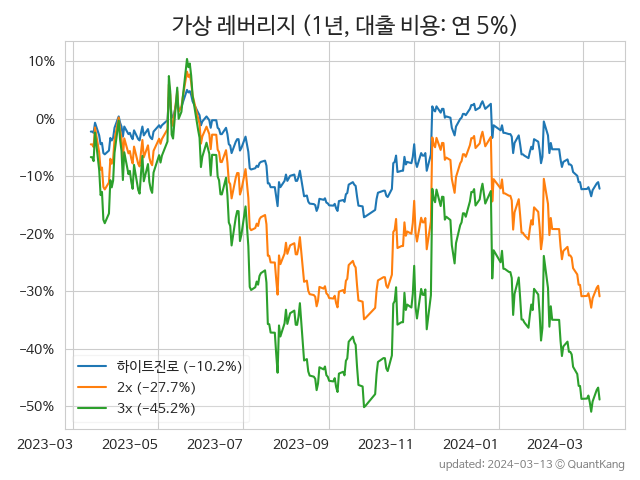 가상 레버리지 (1년, 대출 비용: 연 5%)
10%
0%
−10%
−20%
−30%
−40%
−50%
하이트진로 (−10.2%)
2x (−27.7%)
3x (−45.2%)
2023-03 2023-05 2023-07 2023-09 2023-11 2024-01 2024-03
updated: 2024-03-13 © QuantKang